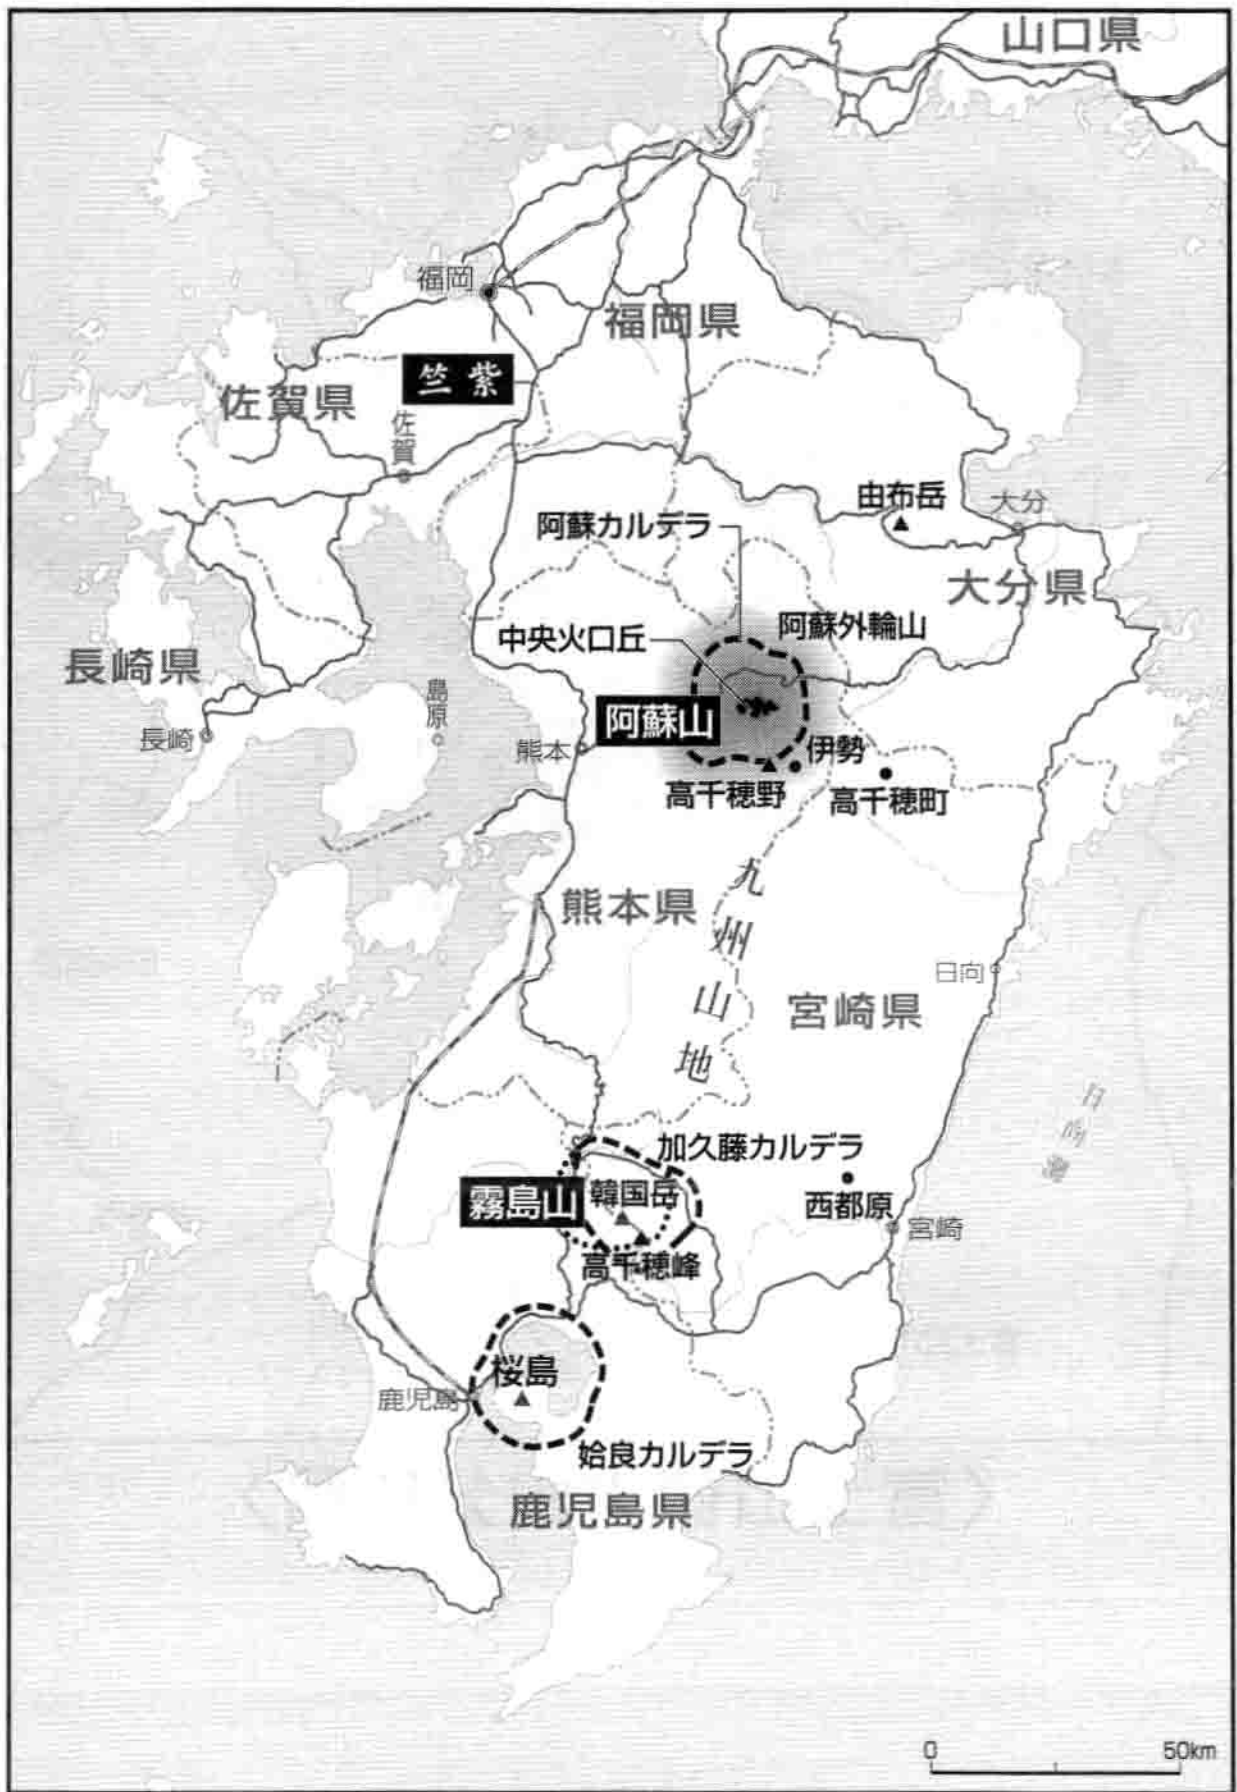 山口県
福岡
福岡県
竺紫
佐賀県
佐賀
由布岳
大分
阿蘇カルデラ
大分県
阿蘇外輪山
中央火口丘
長崎県
島原
阿蘇山
長崎
熊本
伊勢
高千穂野
高千穂町
九州山地
熊本県
日向
宮崎県
日向灘
加久藤カルデラ
霧島山
韓国岳
西都原
宮崎
高千穂峰
桜島
鹿児島
姶良カルデラ
鹿児島県
0
50km